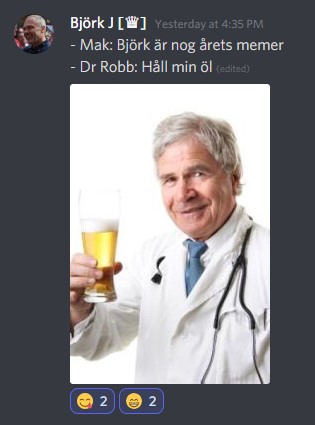 Björk J [♛] Yesterday at 4:35 PM
- Mak: Björk är nog årets memer
- Dr Robb: Håll min öl (edited)
2 2